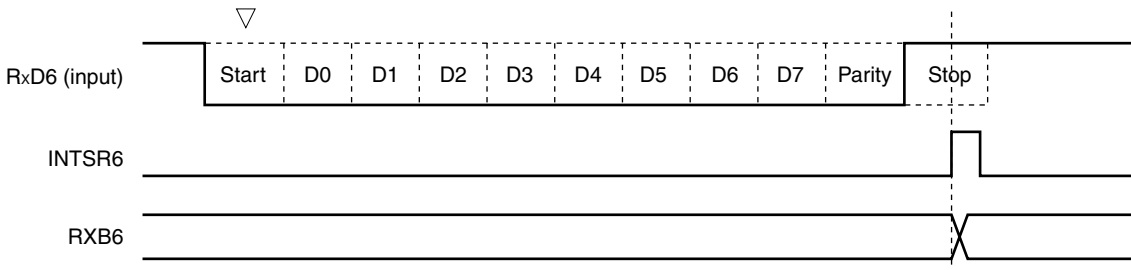 RxD6 (input) Start D0 D1 D2 D3 D4 D5 D6 D7 Parity Stop
INTSR6
RXB6